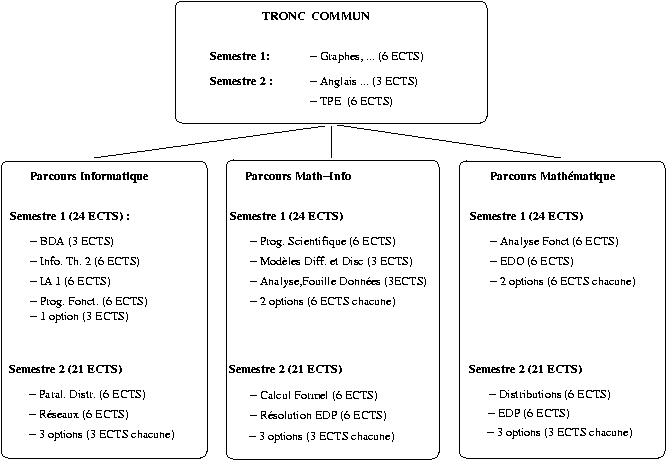 TRONC COMMUN
Semestre 1: – Graphes, ... (6 ECTS)
Semestre 2 : – Anglais ... (3 ECTS)
– TPE (6 ECTS)
Parcours Informatique
Semestre 1 (24 ECTS) :
– BDA (3 ECTS)
– Info. Th. 2 (6 ECTS)
– IA 1 (6 ECTS)
– Prog. Fonct. (6 ECTS)
– 1 option (3 ECTS)
Semestre 2 (21 ECTS)
– Paral. Distr. (6 ECTS)
– Réseaux (6 ECTS)
– 3 options (3 ECTS chacune)
Parcours Math–Info
Semestre 1 (24 ECTS)
– Prog. Scientifique (6 ECTS)
– Modèles Diff. et Disc (3 ECTS)
– Analyse,Fouille Données (3ECTS)
– 2 options (6 ECTS chacune)
Semestre 2 (21 ECTS)
– Calcul Formel (6 ECTS)
– Résolution EDP (6 ECTS)
– 3 options (3 ECTS chacune)
Parcours Mathématique
Semestre 1 (24 ECTS)
– Analyse Fonct (6 ECTS)
– EDO (6 ECTS)
– 2 options (6 ECTS chacune)
Semestre 2 (21 ECTS)
– Distributions (6 ECTS)
– EDP (6 ECTS)
– 3 options (3 ECTS chacune)